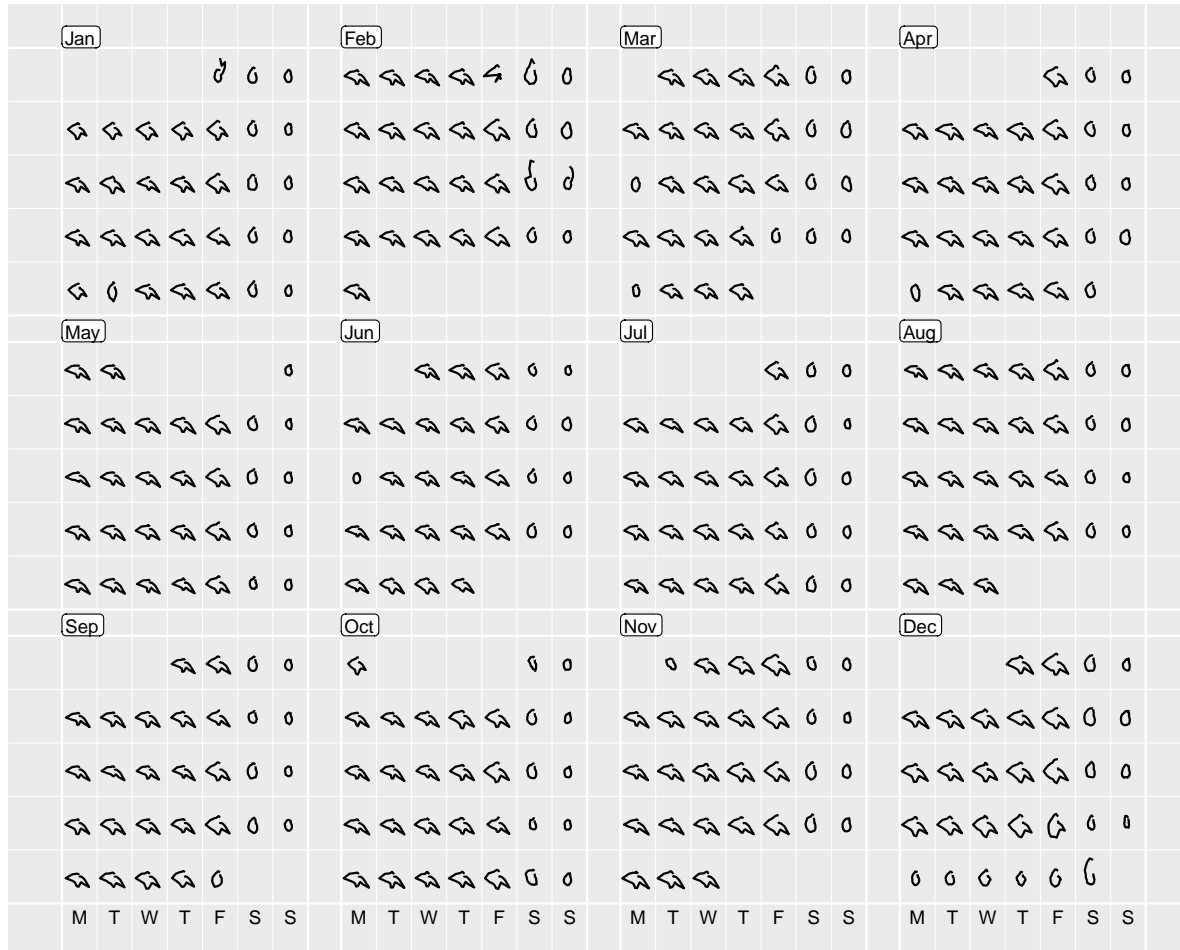 Jan Feb Mar Apr
May Jun Jul Aug
Sep Oct Nov Dec
M T W T F S S M T W T F S S M T W T F S S M T W T F S S